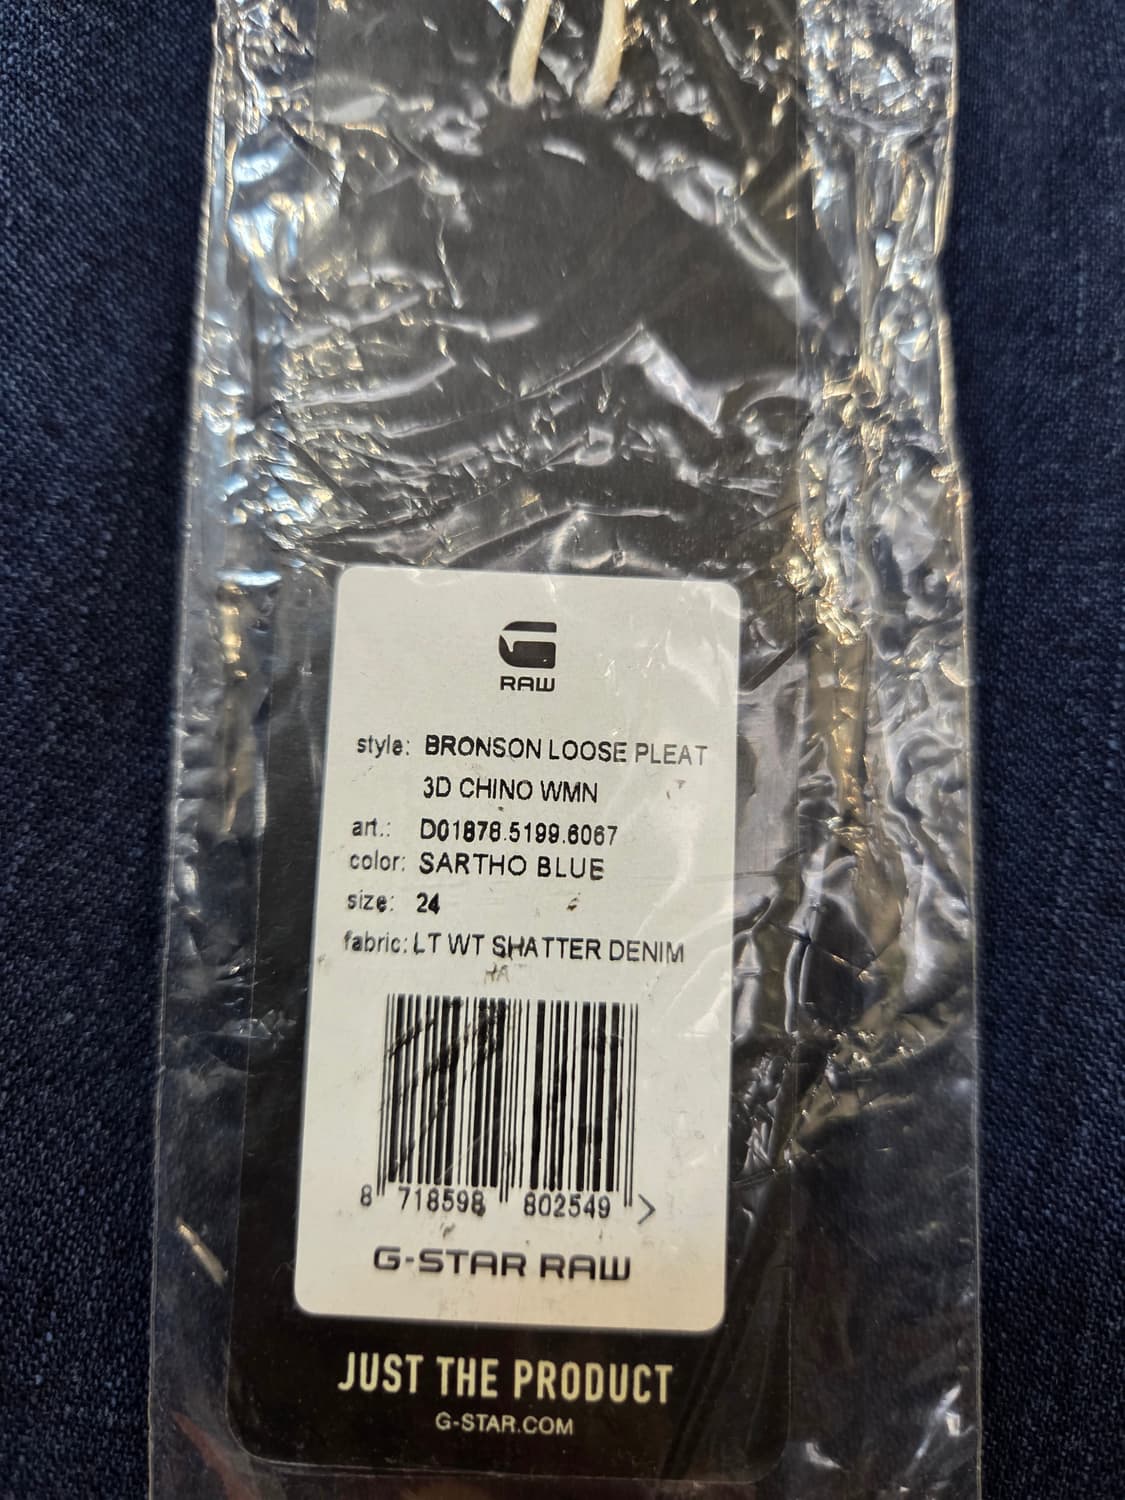 RAW
style: BRONSON LOOSE PLEAT
3D CHINO WMN
art.: D01878.5199.6067
color: SARTHO BLUE
size: 24
fabric: LT WT SHATTER DENIM
8 718598 802549 >
G-STAR RAW
JUST THE PRODUCT
G-STAR.COM